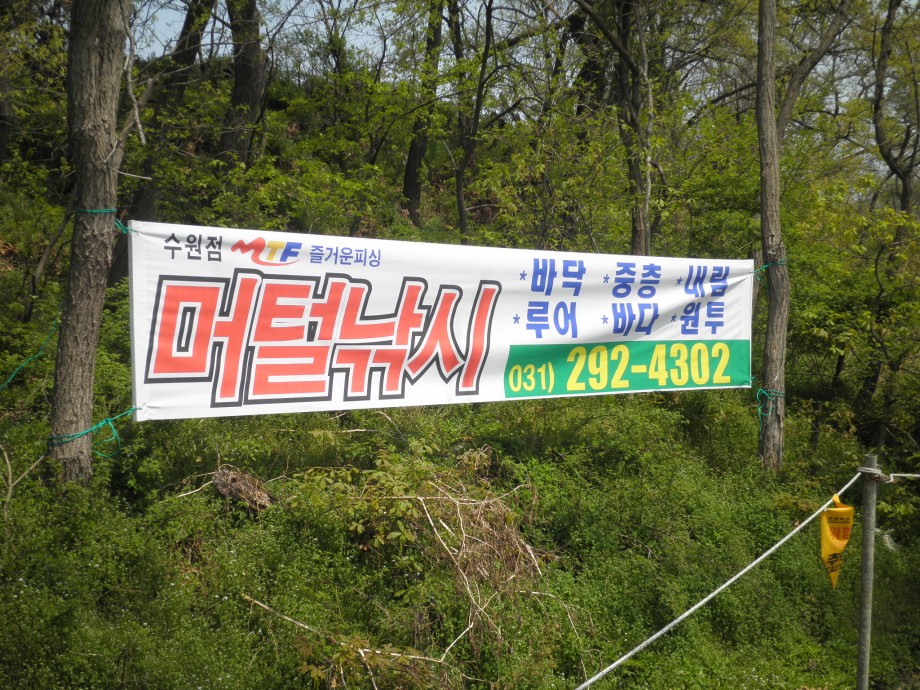 수원점 MTF 즐거운피싱
머털낚시
*바닥 *중층 *내림
*루어 *바다 *원투
031) 292-4302